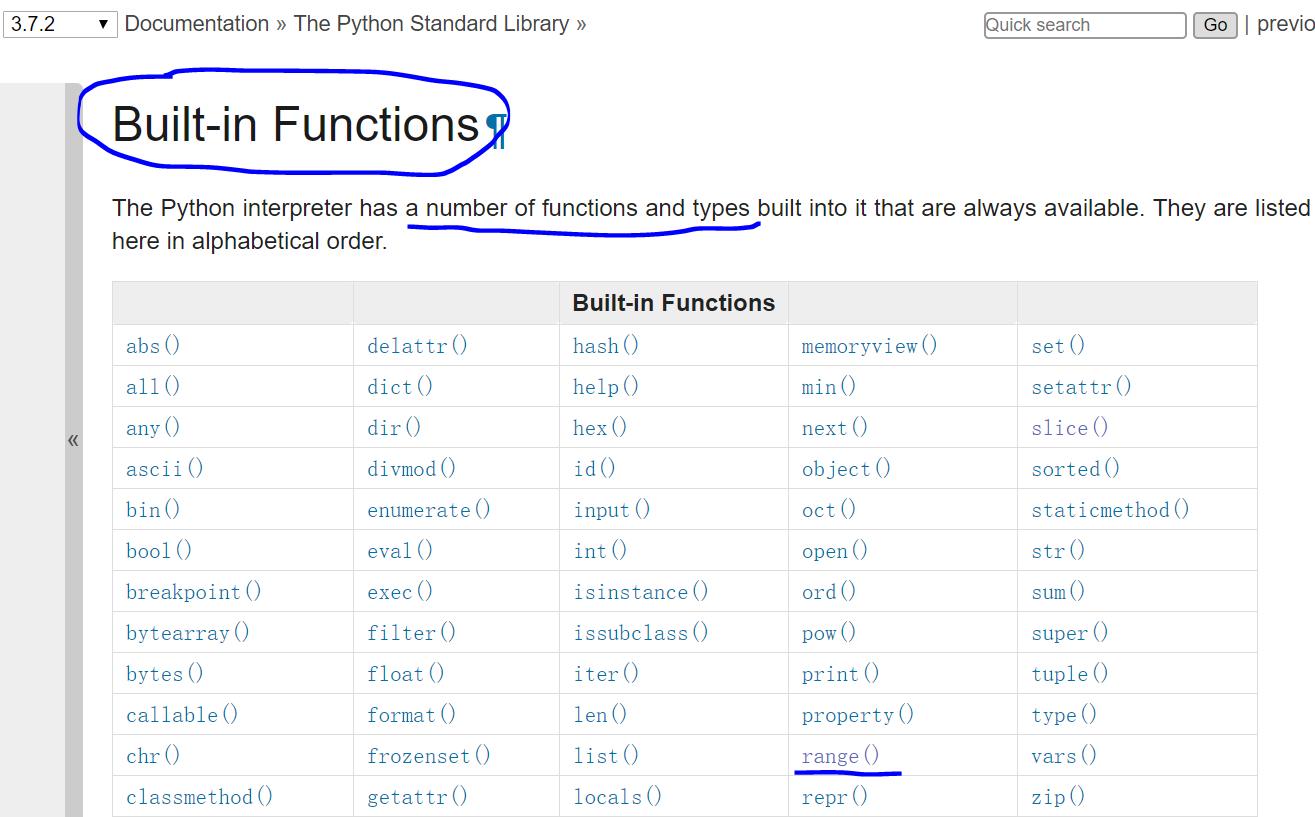 3.7.2 ▼ Documentation » The Python Standard Library » Quick search Go | previo
Built-in Functions¶
The Python interpreter has a number of functions and types built into it that are always available. They are listed
here in alphabetical order.
Built-in Functions
abs() delattr() hash() memoryview() set()
all() dict() help() min() setattr()
any() dir() hex() next() slice()
«
ascii() divmod() id() object() sorted()
bin() enumerate() input() oct() staticmethod()
bool() eval() int() open() str()
breakpoint() exec() isinstance() ord() sum()
bytearray() filter() issubclass() pow() super()
bytes() float() iter() print() tuple()
callable() format() len() property() type()
chr() frozenset() list() range() vars()
classmethod() getattr() locals() repr() zip()